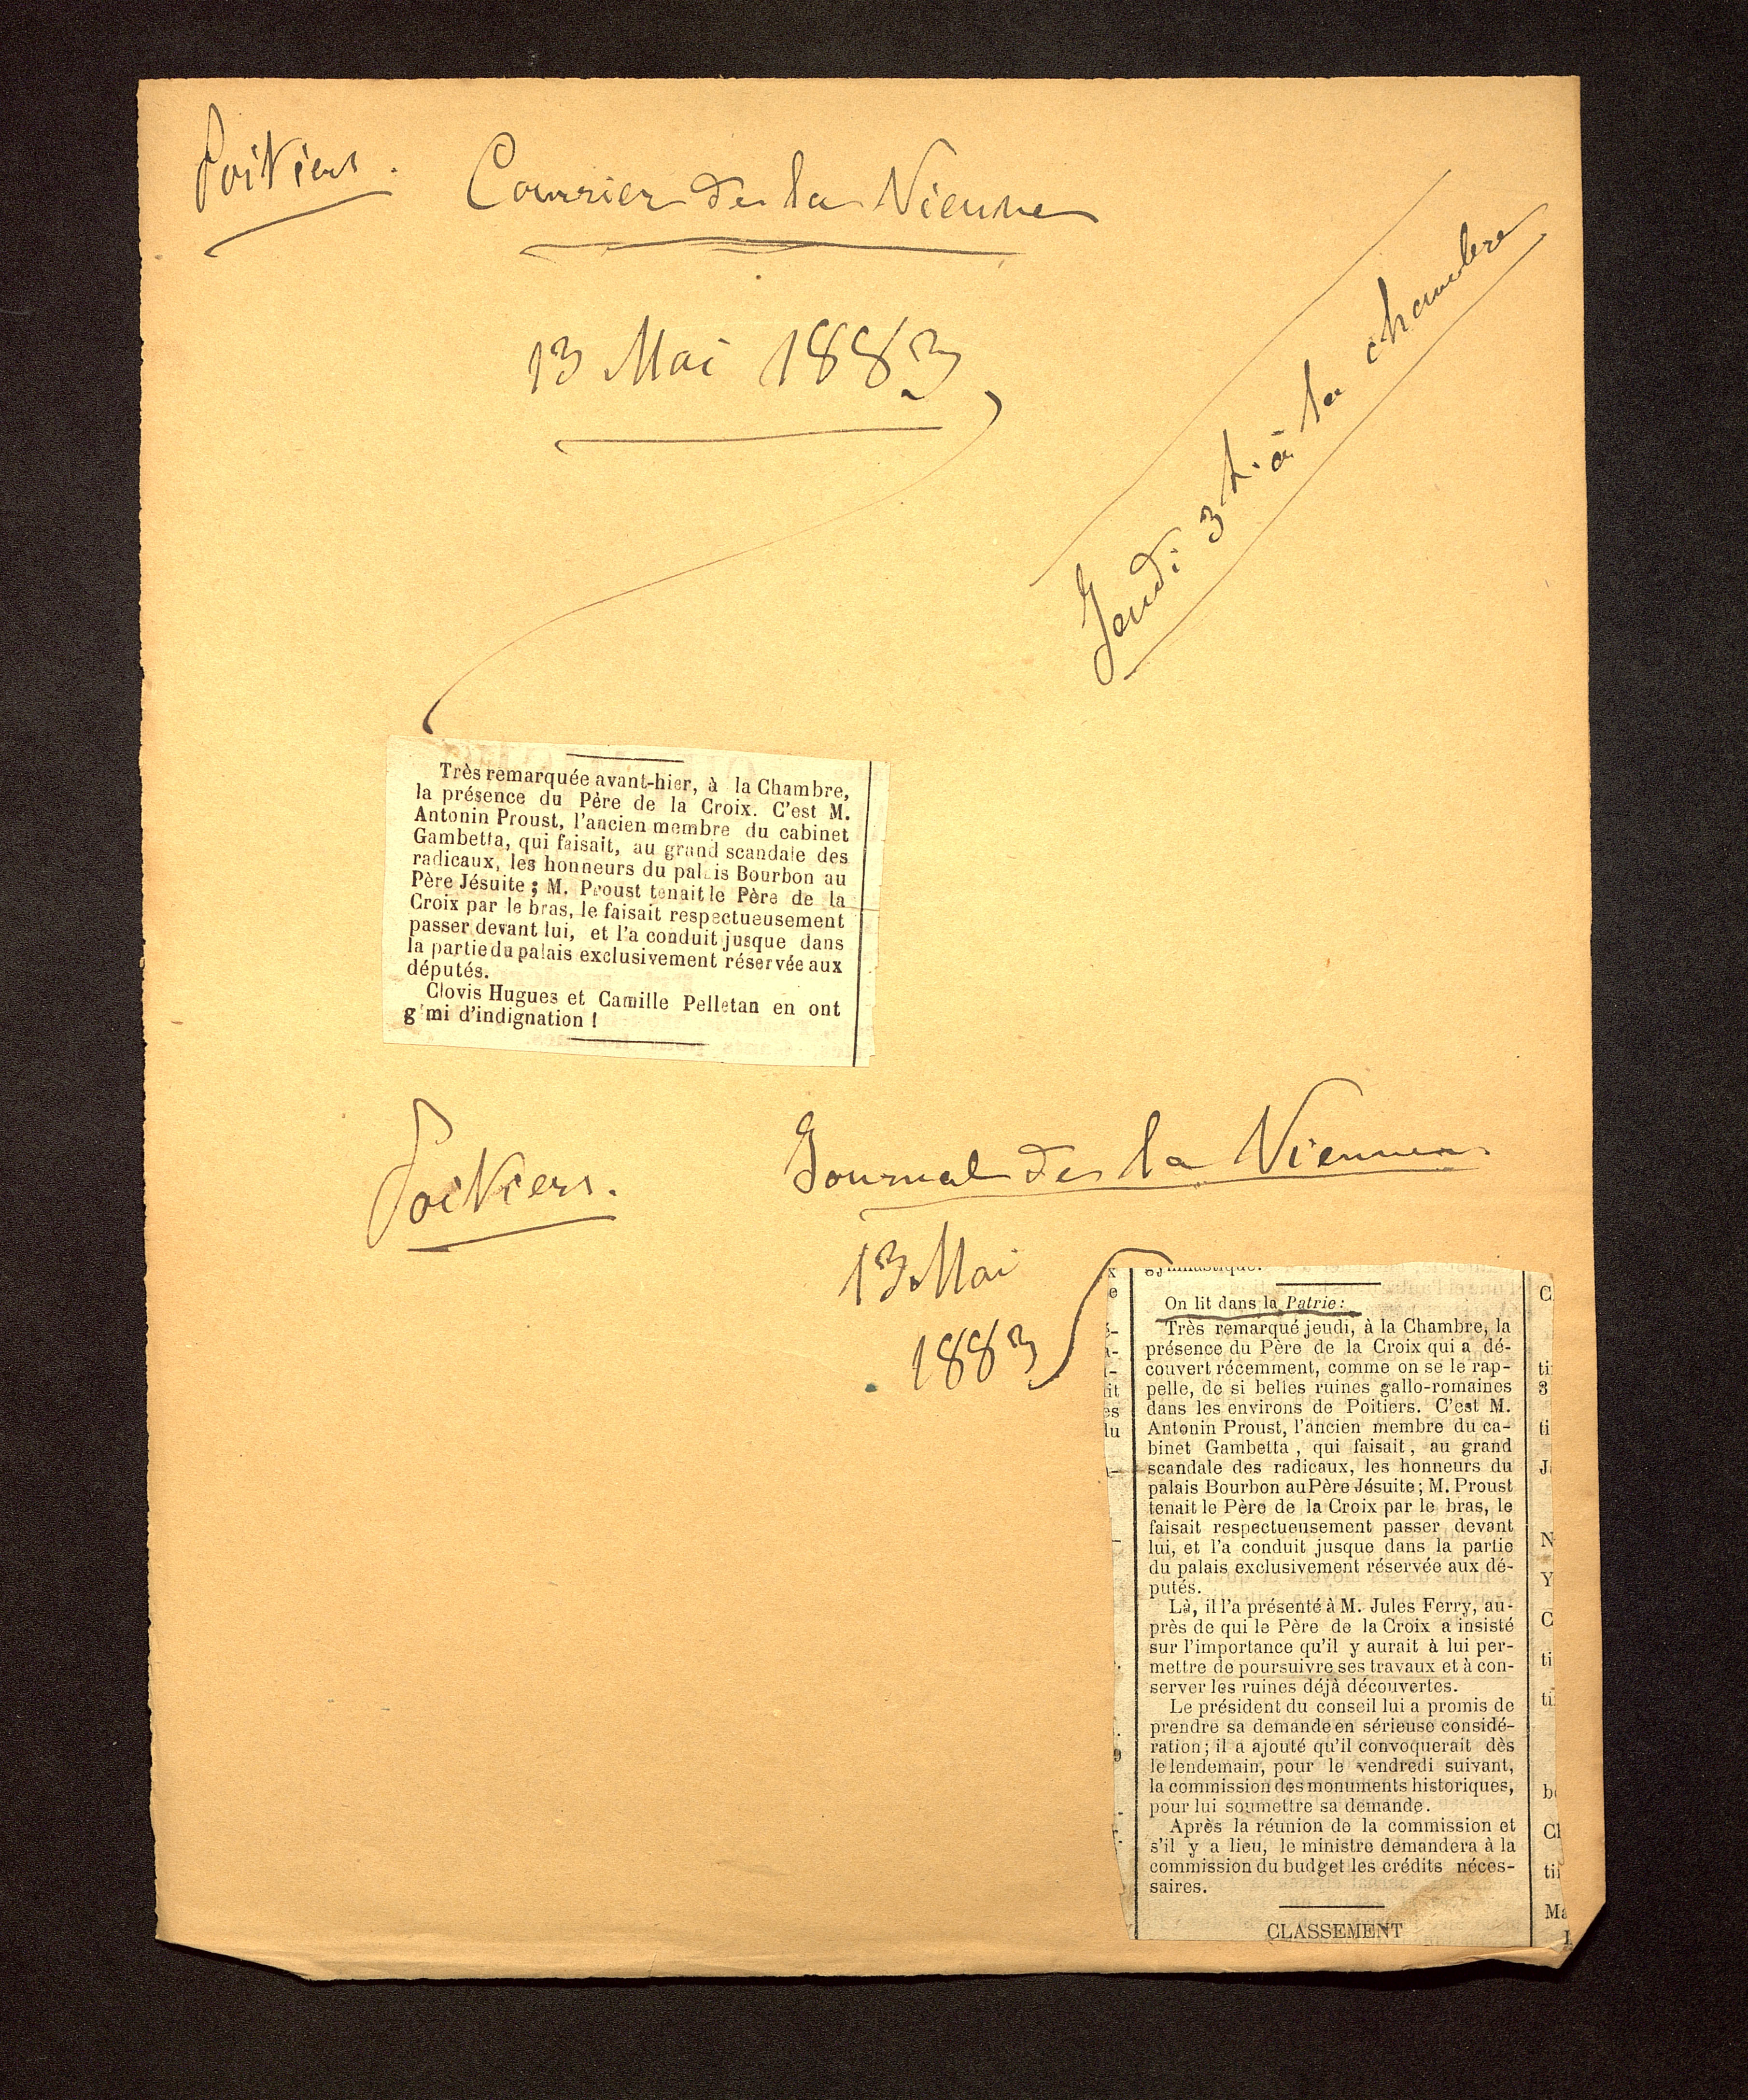 Poitiers.
Courrier de la Vienne
13 Mai 1883
Jeudi 3 h. à la chambre
Très remarquée avant-hier, à la Chambre,
la présence du Père de la Croix. C'est M.
Antonin Proust, l'ancien membre du cabinet
Gambetta, qui faisait, au grand scandale des
radicaux, les honneurs du palais Bourbon au
Père Jésuite ; M. Proust tenait le Père de la
Croix par le bras, le faisait respectueusement
passer devant lui, et l'a conduit jusque dans
la partie du palais exclusivement réservée aux
députés.
Clovis Hugues et Camille Pelletan en ont
g'mi d'indignation !
Poitiers.
Journal de la Vienne
13 Mai
1883
gymnastique.
On lit dans la Patrie :
Très remarqué jeudi, à la Chambre, la
présence du Père de la Croix qui a dé-
couvert récemment, comme on se le rap-
pelle, de si belles ruines gallo-romaines
dans les environs de Poitiers. C'est M.
Antonin Proust, l'ancien membre du ca-
binet Gambetta , qui faisait , au grand
scandale des radicaux, les honneurs du
palais Bourbon au Père Jésuite ; M. Proust
tenait le Père de la Croix par le bras, le
faisait respectueusement passer devant
lui, et l'a conduit jusque dans la partie
du palais exclusivement réservée aux dé-
putés.
Là, il l'a présenté à M. Jules Ferry, au-
près de qui le Père de la Croix a insisté
sur l'importance qu'il y aurait à lui per-
mettre de poursuivre ses travaux et à con-
server les ruines déjà découvertes.
Le président du conseil lui a promis de
prendre sa demande en sérieuse considé-
ration ; il a ajouté qu'il convoquerait dès
le lendemain, pour le vendredi suivant,
la commission des monuments historiques,
pour lui soumettre sa demande.
Après la réunion de la commission et
s'il y a lieu, le ministre demandera à la
commission du budget les crédits néces-
saires.
CLASSEMENT